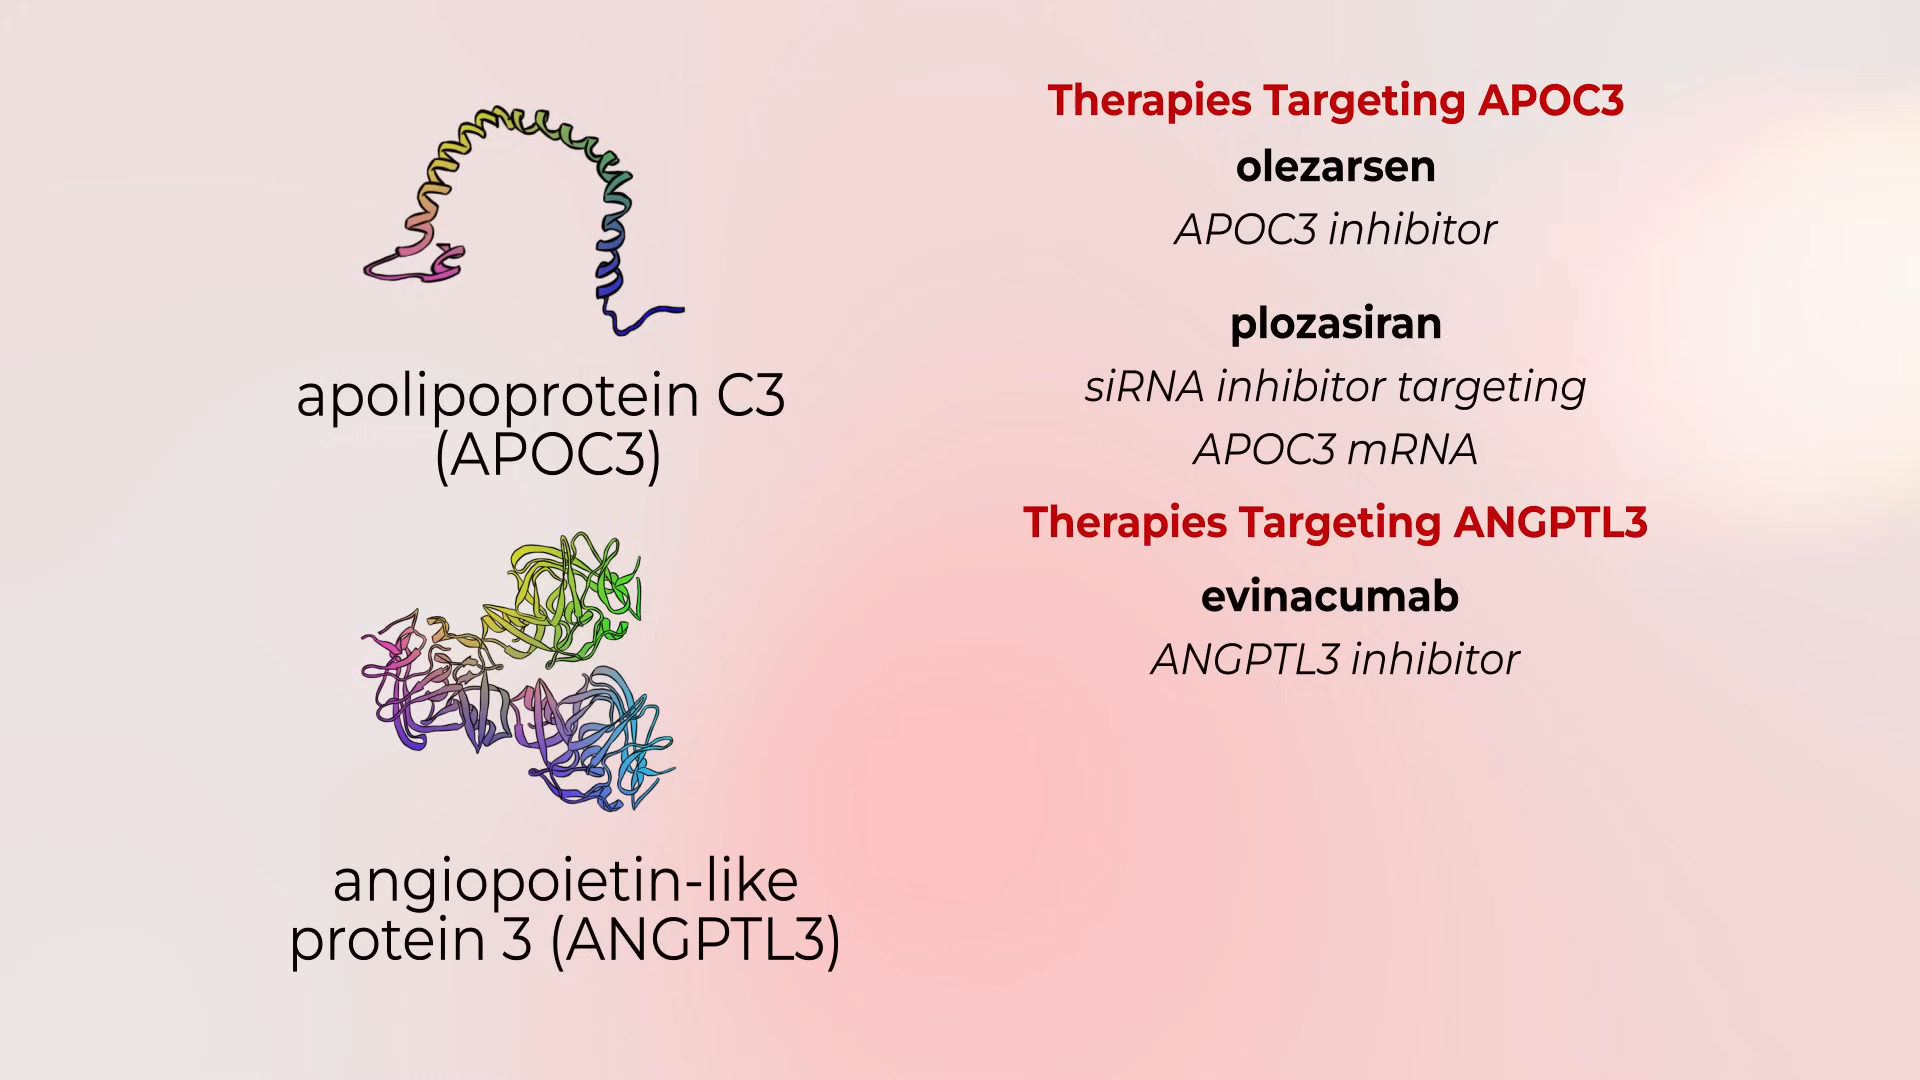 apolipoprotein C3
(APOC3)
angiopoietin-like
protein 3 (ANGPTL3)
Therapies Targeting APOC3
olezarsen
APOC3 inhibitor
plozasiran
siRNA inhibitor targeting
APOC3 mRNA
Therapies Targeting ANGPTL3
evinacumab
ANGPTL3 inhibitor